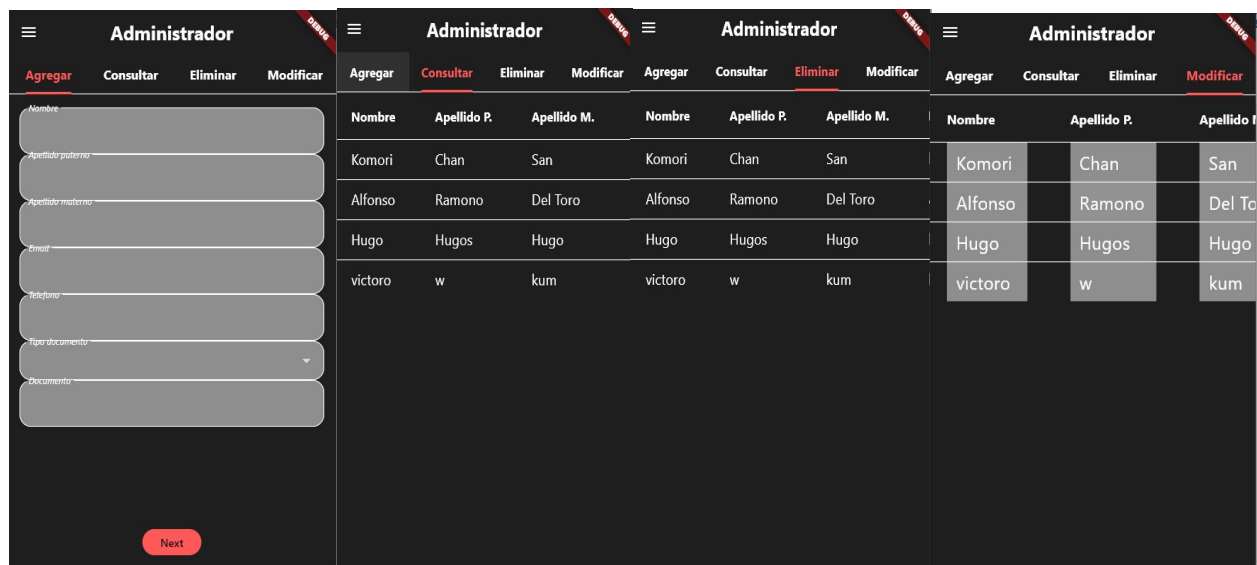 Administrador
DEBUG
Agregar Consultar Eliminar Modificar
Nombre
Apellido paterno
Apellido materno
Email
Telefono
Tipo documento
Documento
Next
Administrador
DEBUG
Agregar Consultar Eliminar Modificar
Nombre Apellido P. Apellido M.
Komori Chan San
Alfonso Ramono Del Toro
Hugo Hugos Hugo
victoro w kum
Administrador
DEBUG
Agregar Consultar Eliminar Modificar
Nombre Apellido P. Apellido M.
Komori Chan San
Alfonso Ramono Del Toro
Hugo Hugos Hugo
victoro w kum
Administrador
DEBUG
Agregar Consultar Eliminar Modificar
Nombre Apellido P. Apellido
Komori Chan San
Alfonso Ramono Del To
Hugo Hugos Hugo
victoro w kum